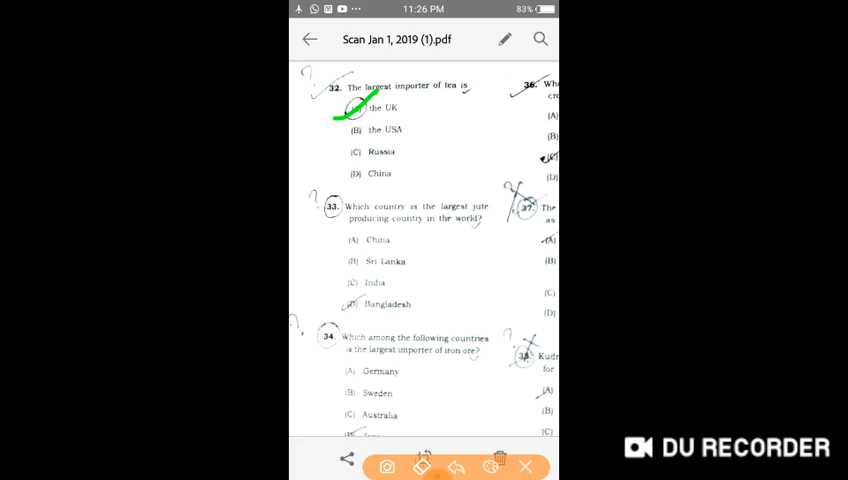 11:26 PM
83%
Scan Jan 1, 2019 (1).pdf
32. The largest importer of tea is
(A) the UK
(B) the USA
(C) Russia
(D) China
33. Which country is the largest jute
producing country in the world?
(A) China
(B) Sri Lanka
(C) India
(D) Bangladesh
34. Which among the following countries
is the largest importer of iron ore?
(A) Germany
(B) Sweden
(C) Australia
36.
(A)
(B)
(C)
(D)
37. The
as
(A)
(B)
(C)
(D)
38.
for
(A)
(B)
(C)
DU RECORDER